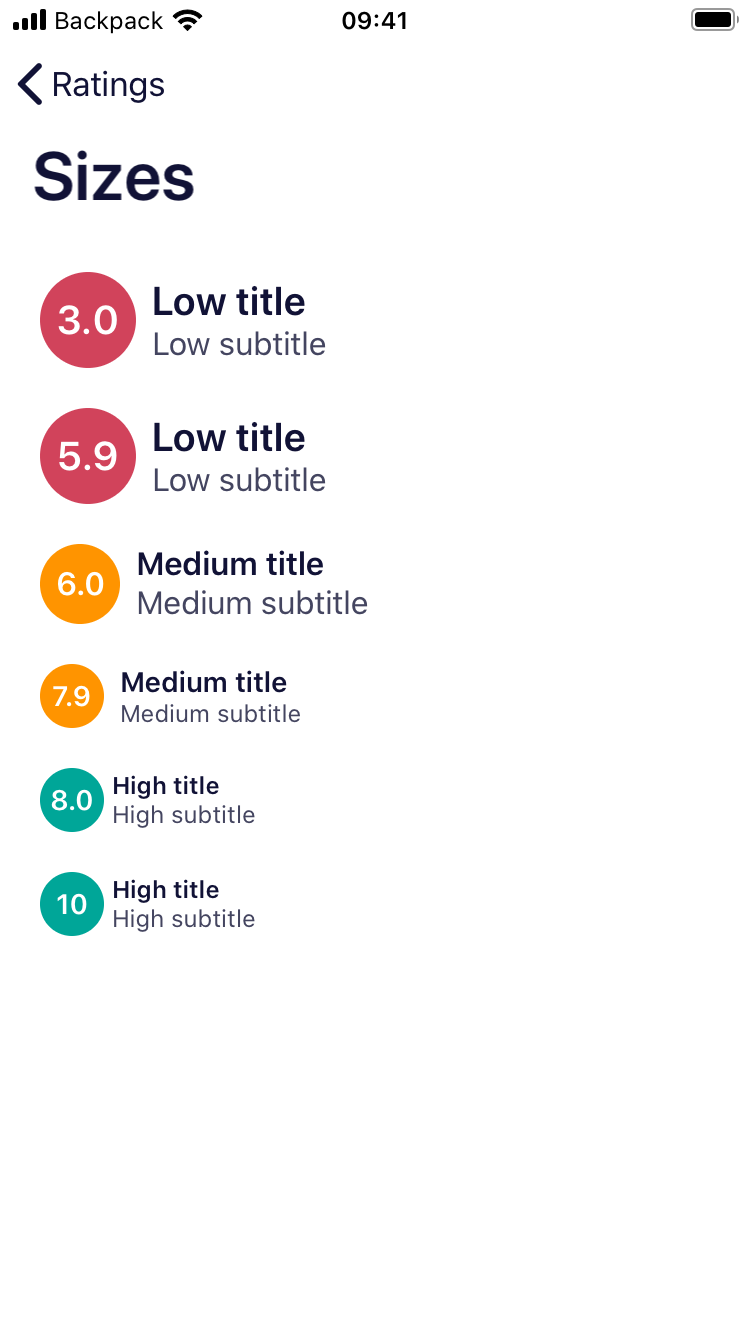 Backpack 09:41
Ratings
Sizes
3.0 Low title
Low subtitle
5.9 Low title
Low subtitle
6.0 Medium title
Medium subtitle
7.9 Medium title
Medium subtitle
8.0 High title
High subtitle
10 High title
High subtitle